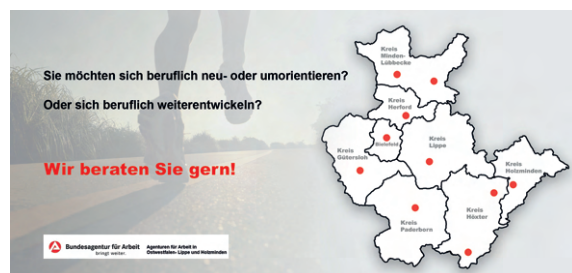 Sie möchten sich beruflich neu- oder umorientieren?
Oder sich beruflich weiterentwickeln?
Wir beraten Sie gern!
Bundesagentur für Arbeit
bringt weiter.
Agenturen für Arbeit in
Ostwestfalen- Lippe und Holzminden
Kreis
Minden-
Lübbecke
Kreis
Herford
Bielefeld
Kreis
Gütersloh
Kreis
Lippe
Kreis
Holzminden
Kreis
Paderborn
Kreis
Höxter